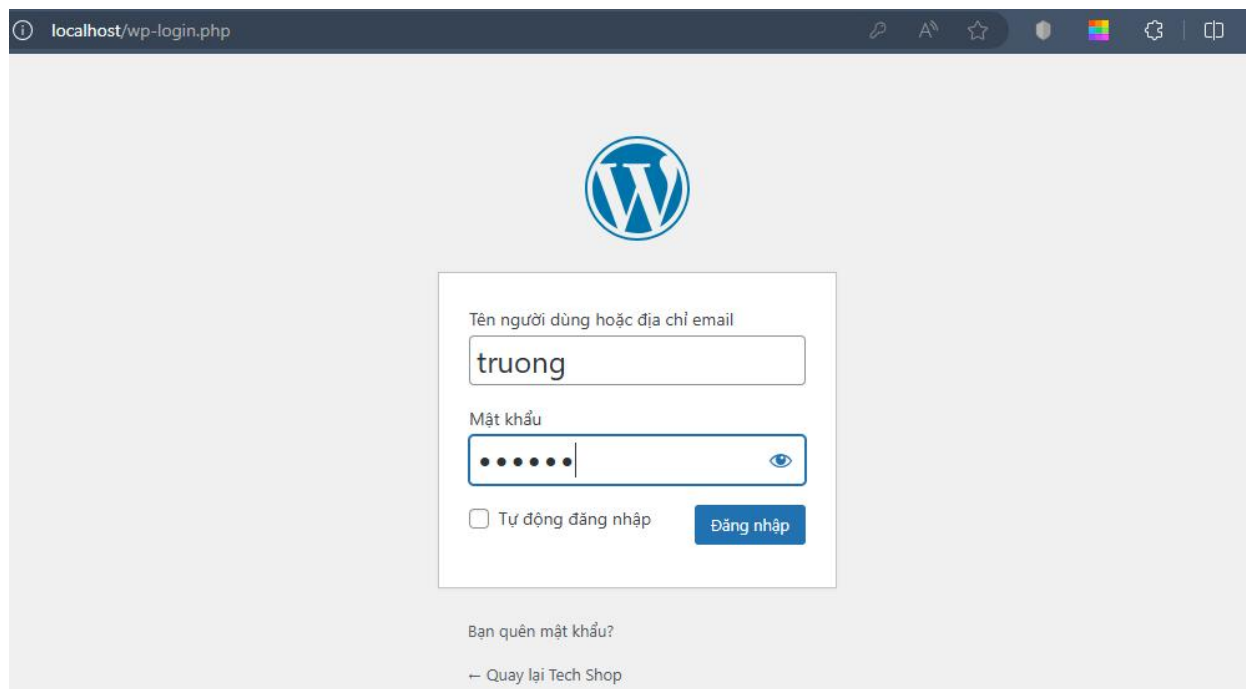 localhost/wp-login.php
Tên người dùng hoặc địa chỉ email
truong
Mật khẩu
••••••
Tự động đăng nhập
Đăng nhập
Bạn quên mật khẩu?
← Quay lại Tech Shop